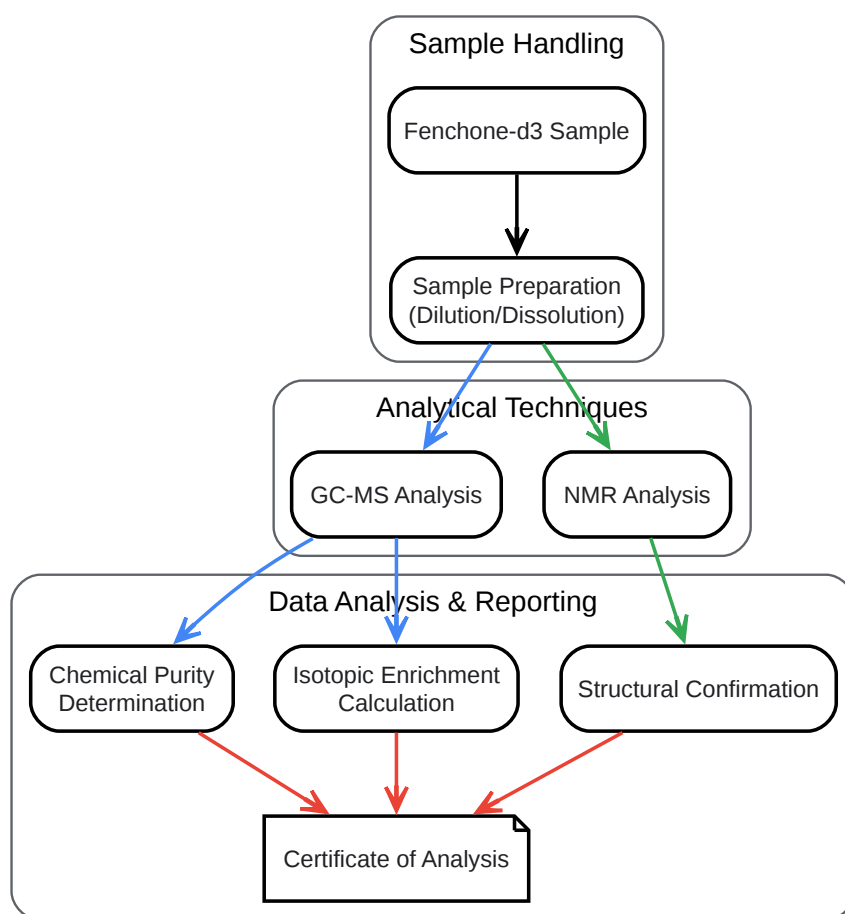 Sample Handling
Fenchone-d3 Sample
Sample Preparation
(Dilution/Dissolution)
Analytical Techniques
GC-MS Analysis
NMR Analysis
Data Analysis & Reporting
Chemical Purity
Determination
Isotopic Enrichment
Calculation
Structural Confirmation
Certificate of Analysis